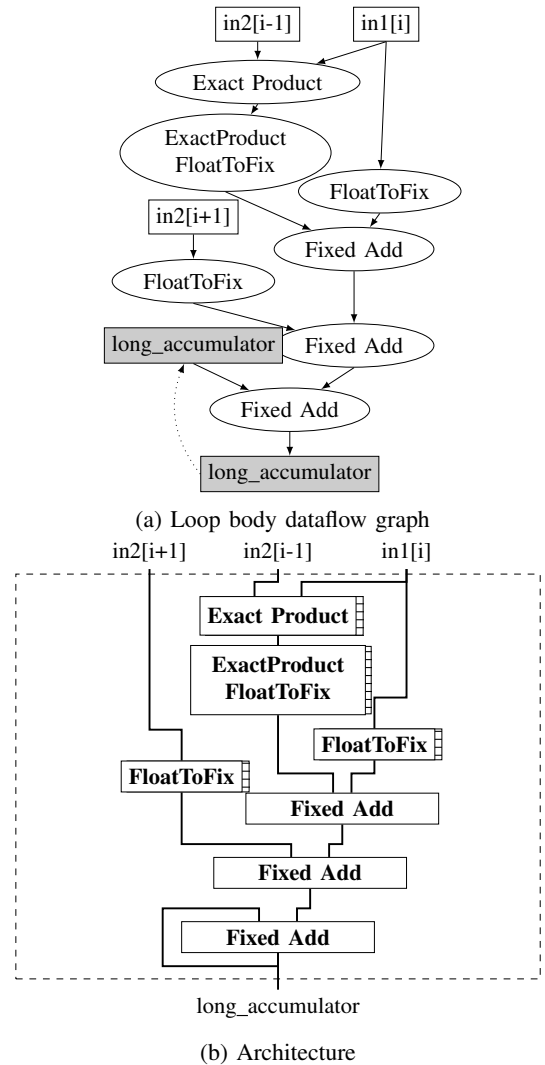 in2[i-1] in1[i]
Exact Product
ExactProduct
FloatToFix
FloatToFix
in2[i+1]
Fixed Add
FloatToFix
long_accumulator
Fixed Add
Fixed Add
long_accumulator
(a) Loop body dataflow graph
in2[i+1] in2[i-1] in1[i]
Exact Product
ExactProduct
FloatToFix
FloatToFix
FloatToFix
Fixed Add
Fixed Add
Fixed Add
long_accumulator
(b) Architecture